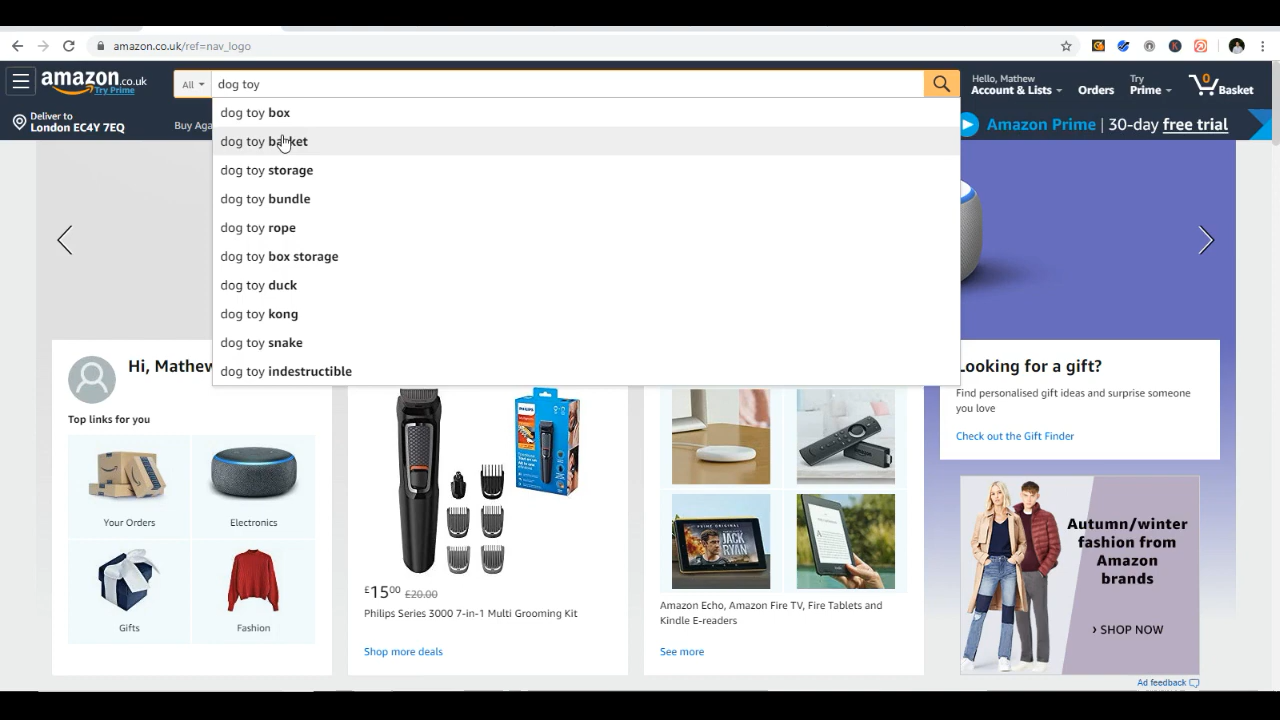 amazon.co.uk/ref=nav_logo
amazon.co.uk
Try Prime
All
dog toy
Hello, Mathew
Account & Lists
Orders
Try
Prime
0
Basket
Deliver to
London EC4Y 7EQ
Buy Aga
Amazon Prime | 30-day free trial
dog toy box
dog toy basket
dog toy storage
dog toy bundle
dog toy rope
dog toy box storage
dog toy duck
dog toy kong
dog toy snake
dog toy indestructible
Hi, Mathew
Top links for you
Your Orders
Electronics
Gifts
Fashion
£1500 £20.00
Philips Series 3000 7-in-1 Multi Grooming Kit
Shop more deals
PHILIPS
PRIME ORIGINAL
JACK
RYAN
Amazon Echo, Amazon Fire TV, Fire Tablets and
Kindle E-readers
See more
Looking for a gift?
Find personalised gift ideas and surprise someone
you love
Check out the Gift Finder
Autumn/winter
fashion from
Amazon
brands
› SHOP NOW
Ad feedback